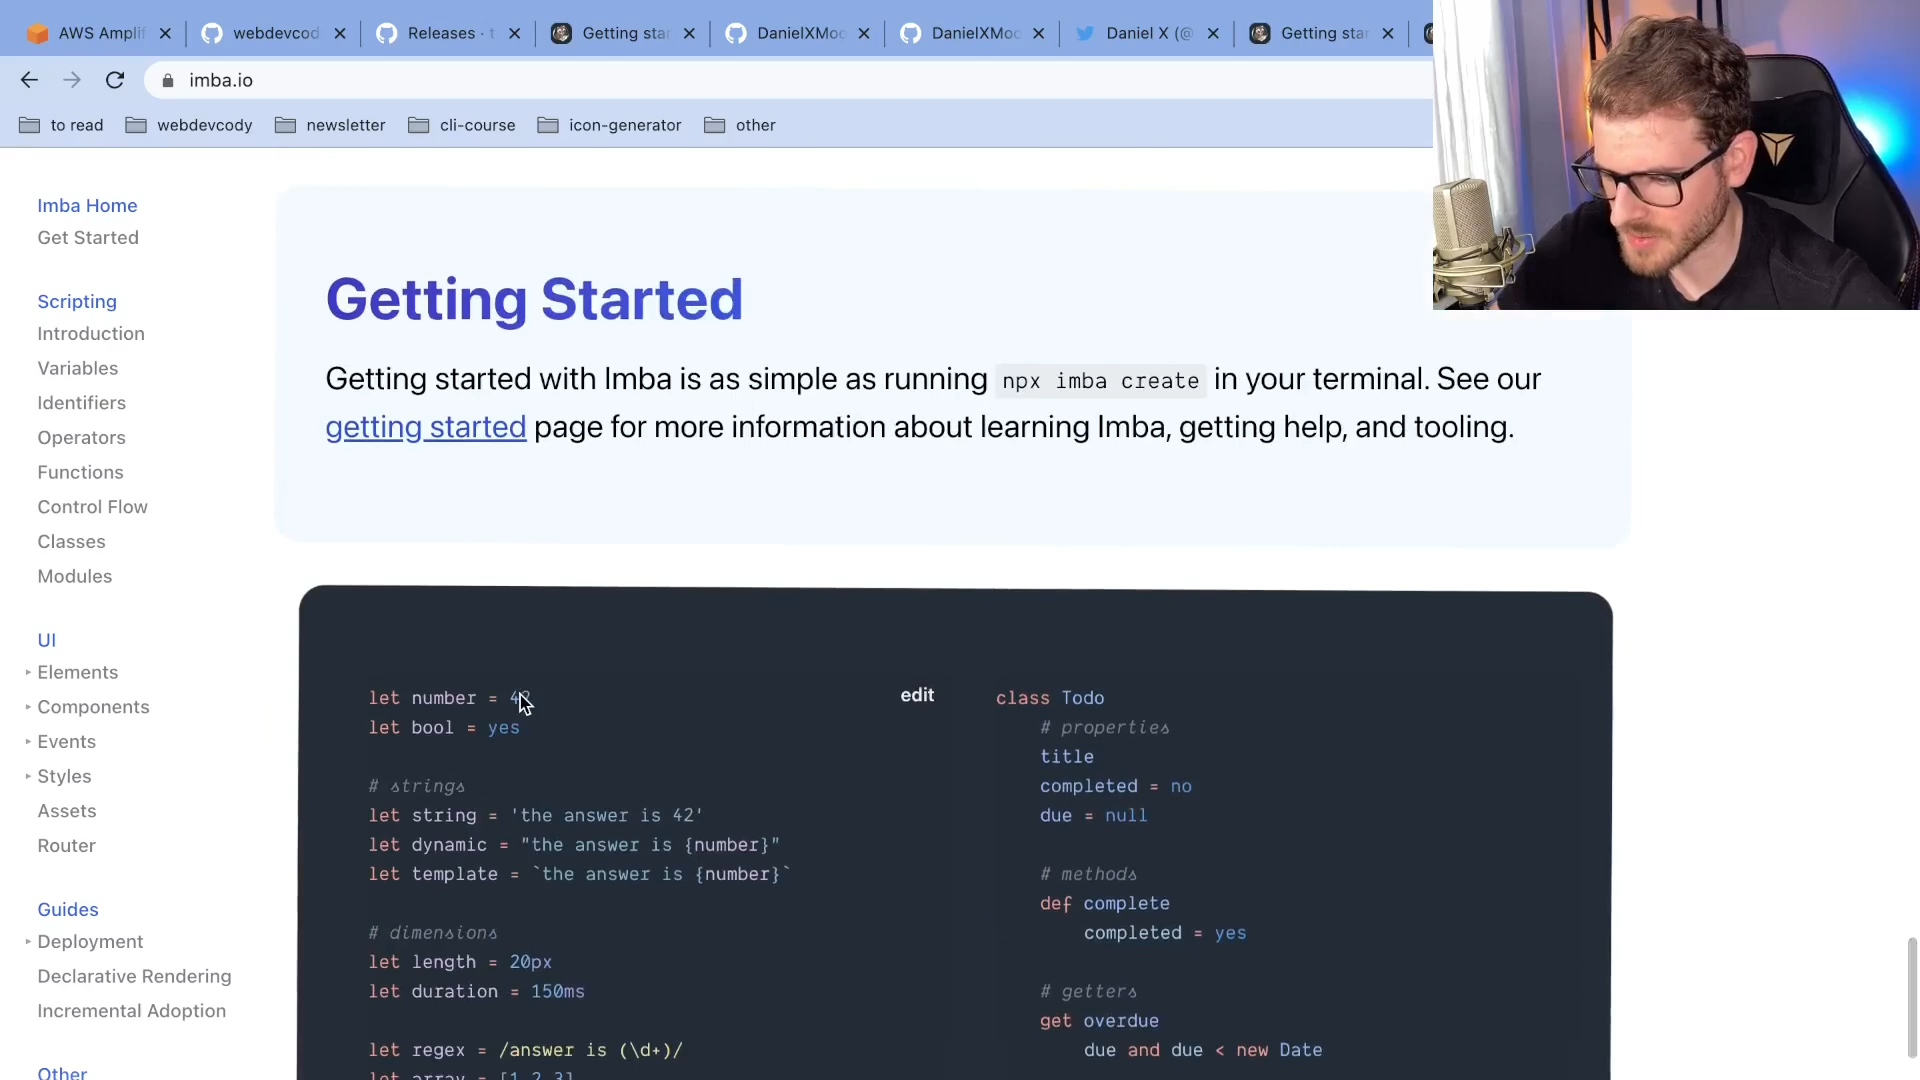 AWS Amplif
webdevcod
Releases · t
Getting star
DanielXMoo
DanielXMoo
Daniel X (@
Getting star
imba.io
to read
webdevcody
newsletter
cli-course
icon-generator
other
Imba Home
Get Started
Scripting
Introduction
Variables
Identifiers
Operators
Functions
Control Flow
Classes
Modules
UI
Elements
Components
Events
Styles
Assets
Router
Guides
Deployment
Declarative Rendering
Incremental Adoption
Other
Getting Started
Getting started with Imba is as simple as running npx imba create in your terminal. See our
getting started page for more information about learning Imba, getting help, and tooling.
let number = 42
let bool = yes
# strings
let string = 'the answer is 42'
let dynamic = "the answer is {number}"
let template = `the answer is {number}`
# dimensions
let length = 20px
let duration = 150ms
let regex = /answer is (\d+)/
let array = [1,2,3]
edit
class Todo
# properties
title
completed = no
due = null
# methods
def complete
completed = yes
# getters
get overdue
due and due < new Date